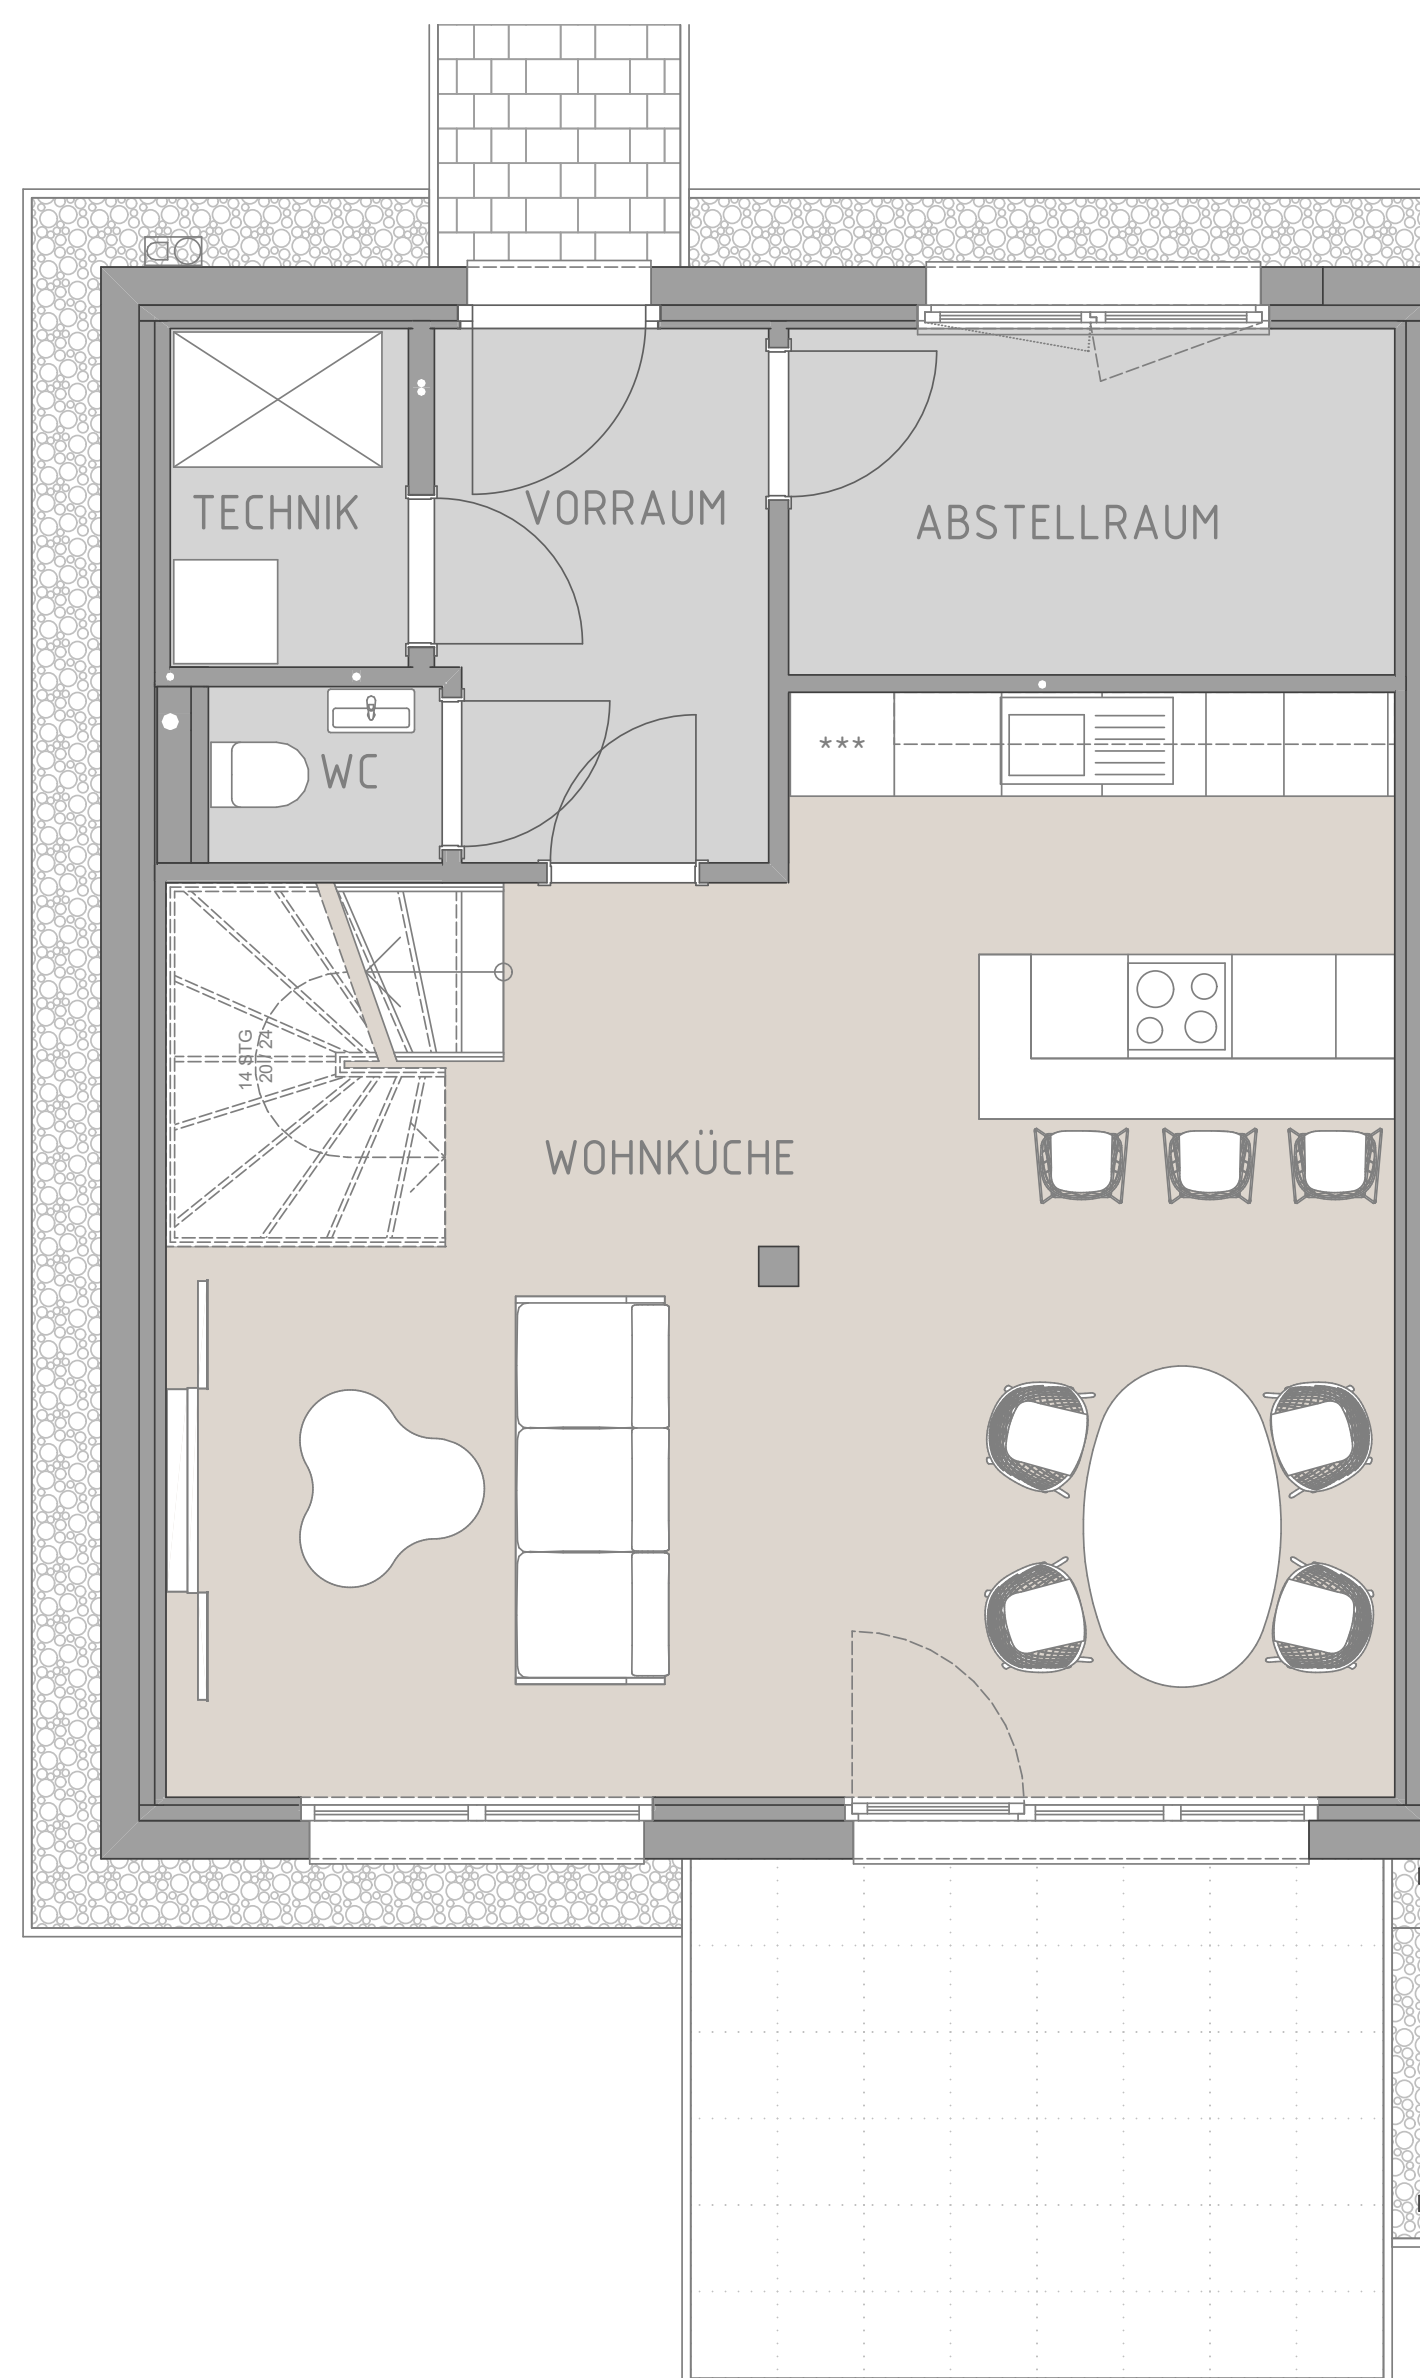 TECHNIK
VORRAUM
ABSTELLRAUM
WC
***
14 STG
20 / 24
WOHNKÜCHE